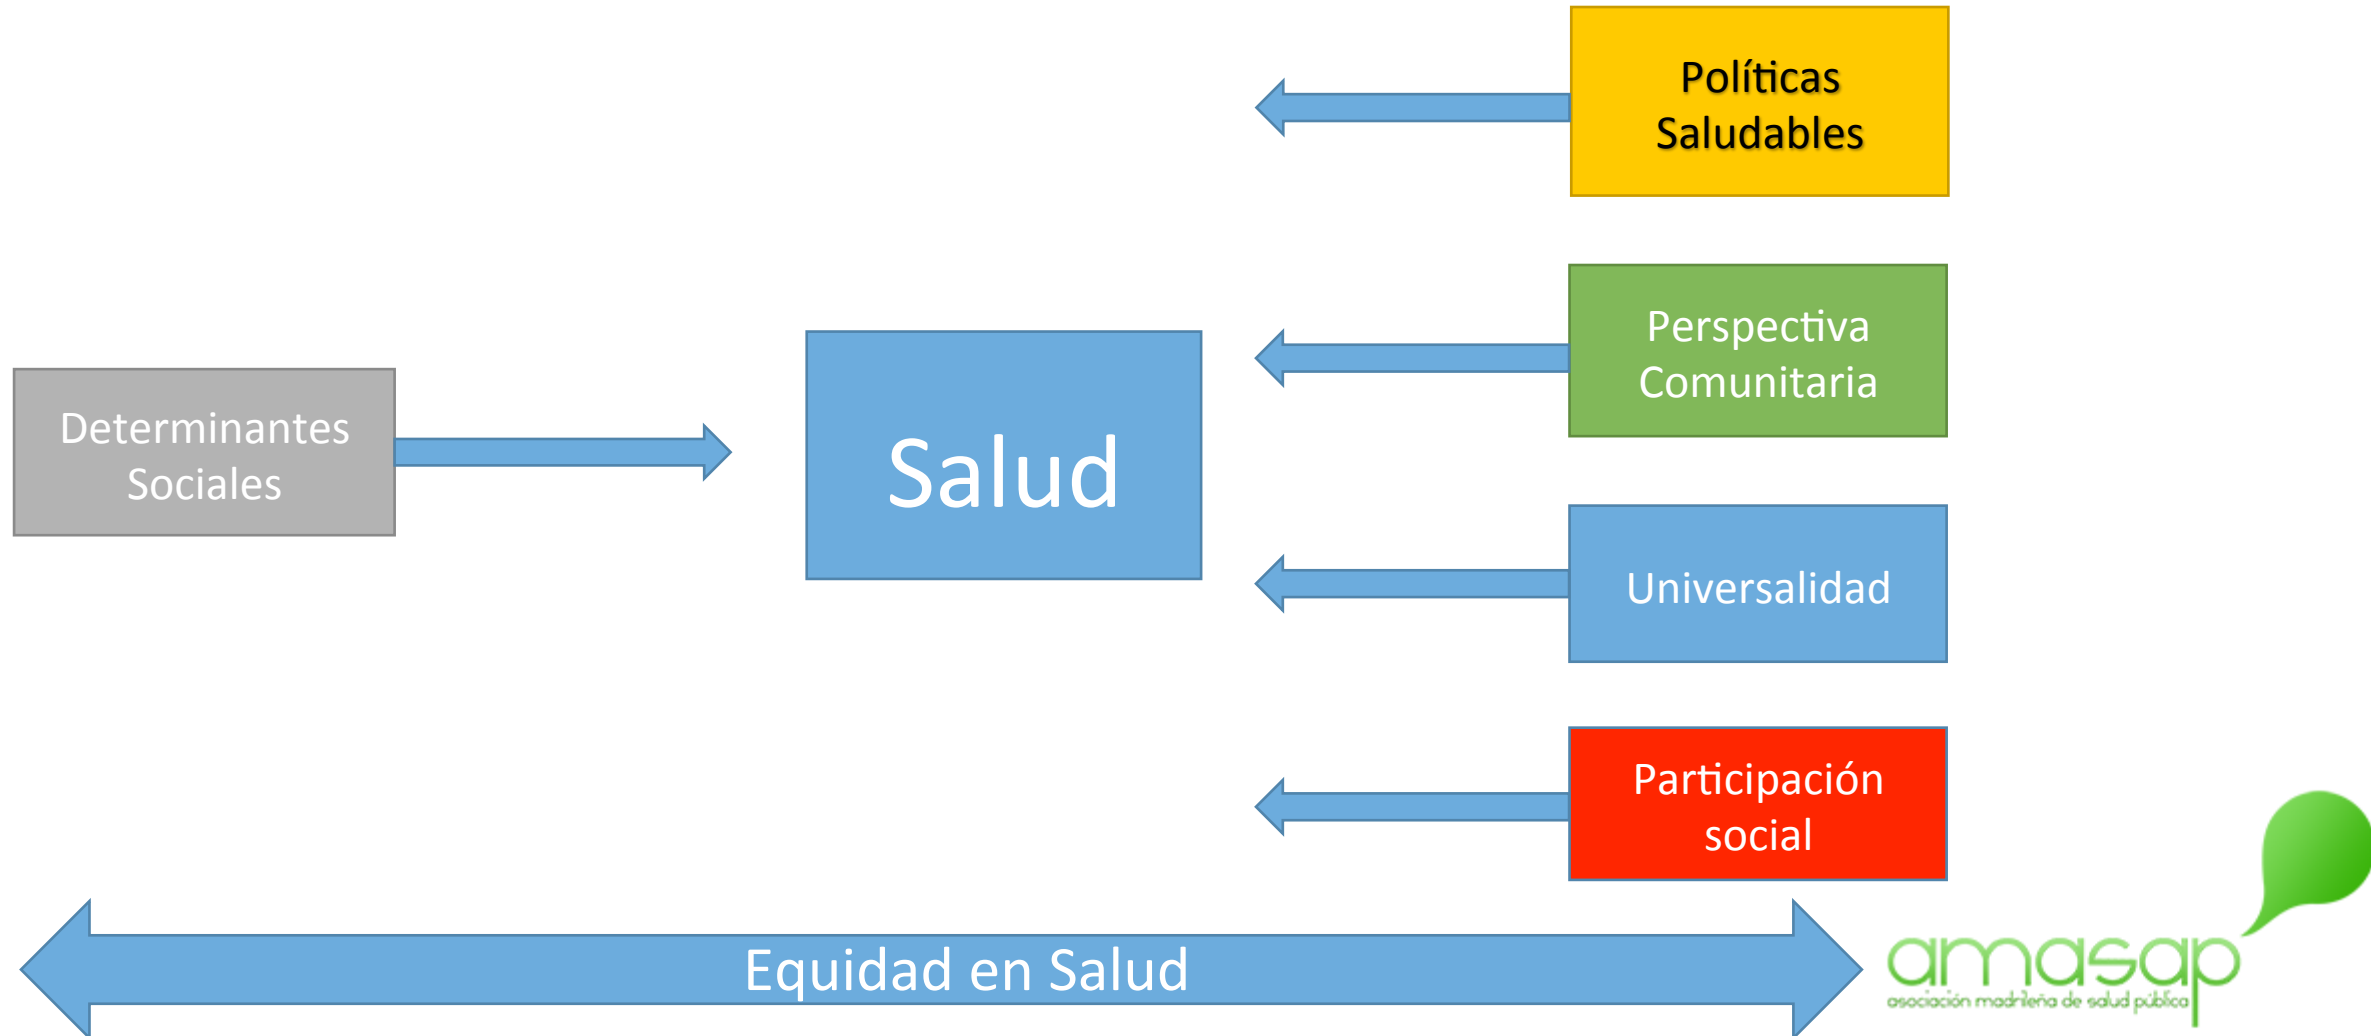 Políticas
Saludables
Perspectiva
Comunitaria
Determinantes
Sociales
Salud
Universalidad
Participación
social
Equidad en Salud
amasap
asociación madrileña de salud pública